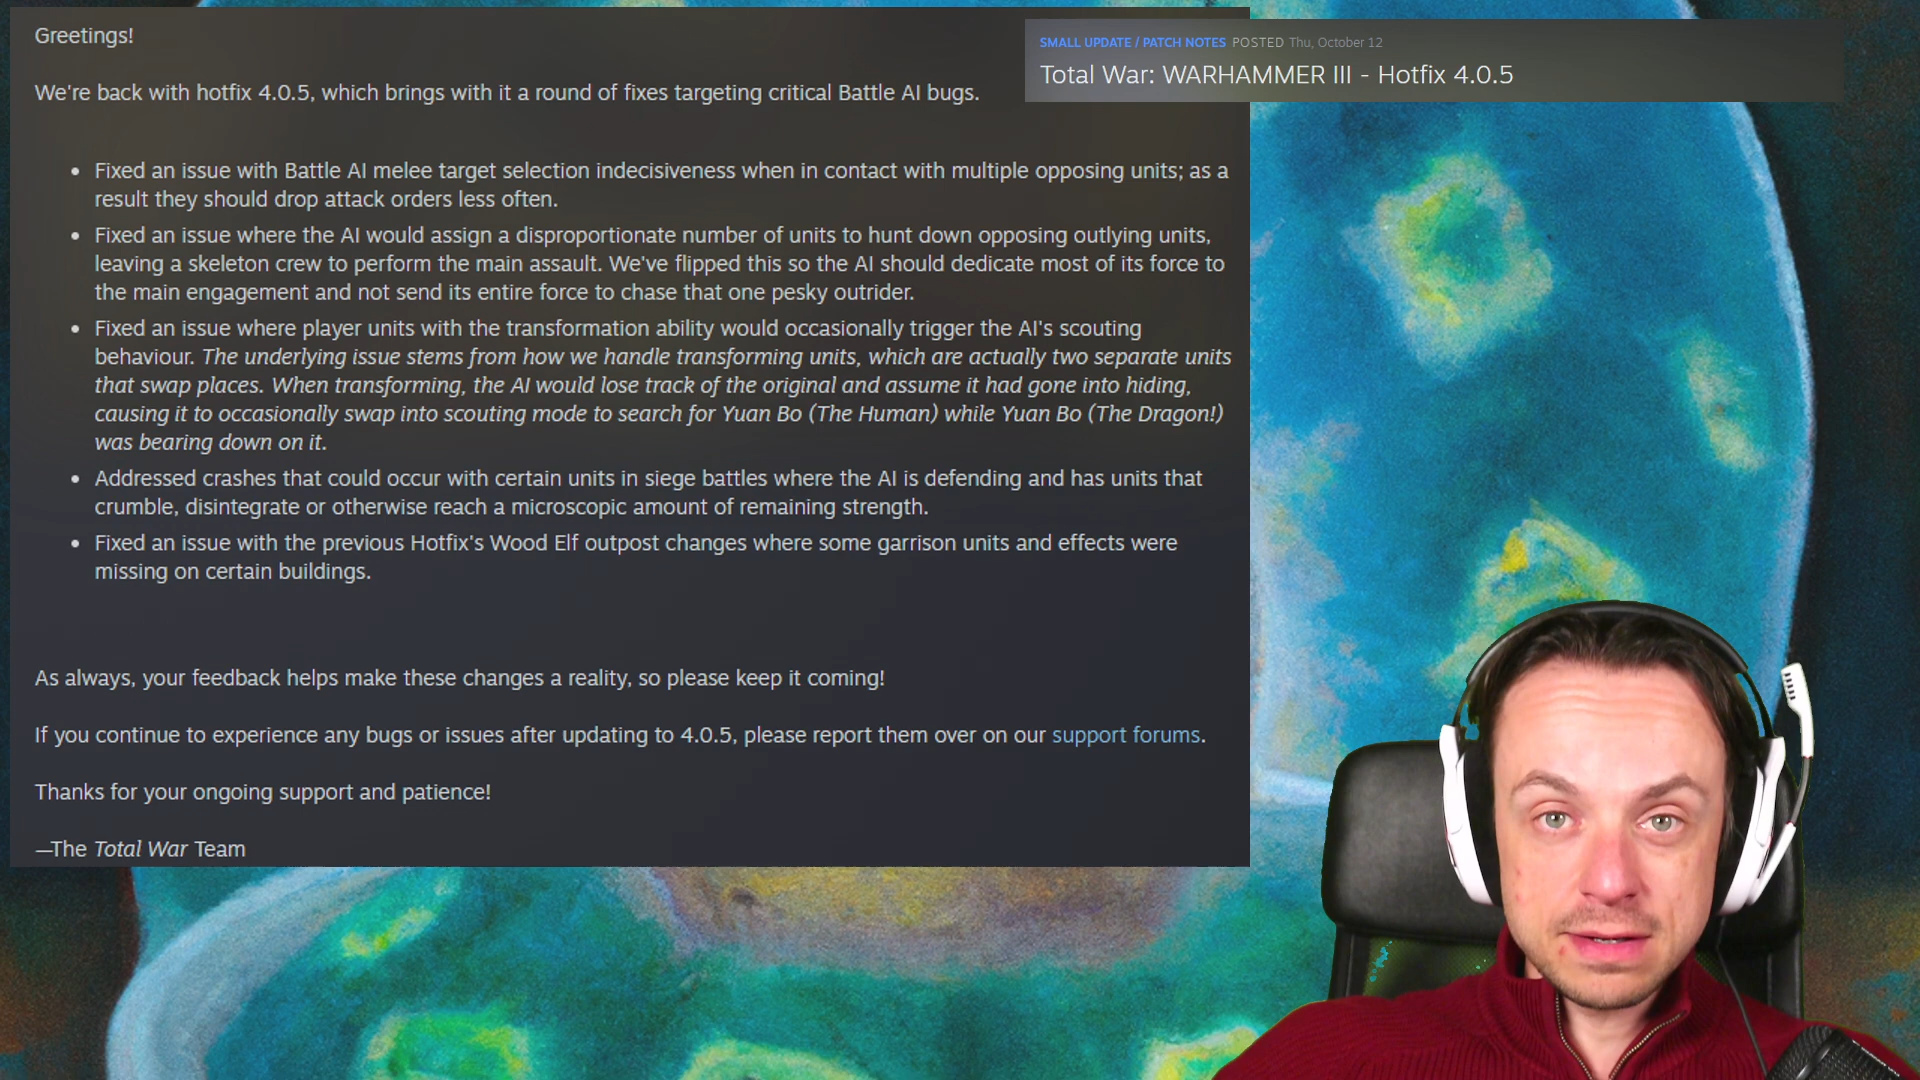 Greetings!
SMALL UPDATE / PATCH NOTES POSTED Thu, October 12
Total War: WARHAMMER III - Hotfix 4.0.5
We're back with hotfix 4.0.5, which brings with it a round of fixes targeting critical Battle AI bugs.
• Fixed an issue with Battle AI melee target selection indecisiveness when in contact with multiple opposing units; as a
result they should drop attack orders less often.
• Fixed an issue where the AI would assign a disproportionate number of units to hunt down opposing outlying units,
leaving a skeleton crew to perform the main assault. We've flipped this so the AI should dedicate most of its force to
the main engagement and not send its entire force to chase that one pesky outrider.
• Fixed an issue where player units with the transformation ability would occasionally trigger the AI's scouting
behaviour. The underlying issue stems from how we handle transforming units, which are actually two separate units
that swap places. When transforming, the AI would lose track of the original and assume it had gone into hiding,
causing it to occasionally swap into scouting mode to search for Yuan Bo (The Human) while Yuan Bo (The Dragon!)
was bearing down on it.
• Addressed crashes that could occur with certain units in siege battles where the AI is defending and has units that
crumble, disintegrate or otherwise reach a microscopic amount of remaining strength.
• Fixed an issue with the previous Hotfix's Wood Elf outpost changes where some garrison units and effects were
missing on certain buildings.
As always, your feedback helps make these changes a reality, so please keep it coming!
If you continue to experience any bugs or issues after updating to 4.0.5, please report them over on our support forums.
Thanks for your ongoing support and patience!
—The Total War Team